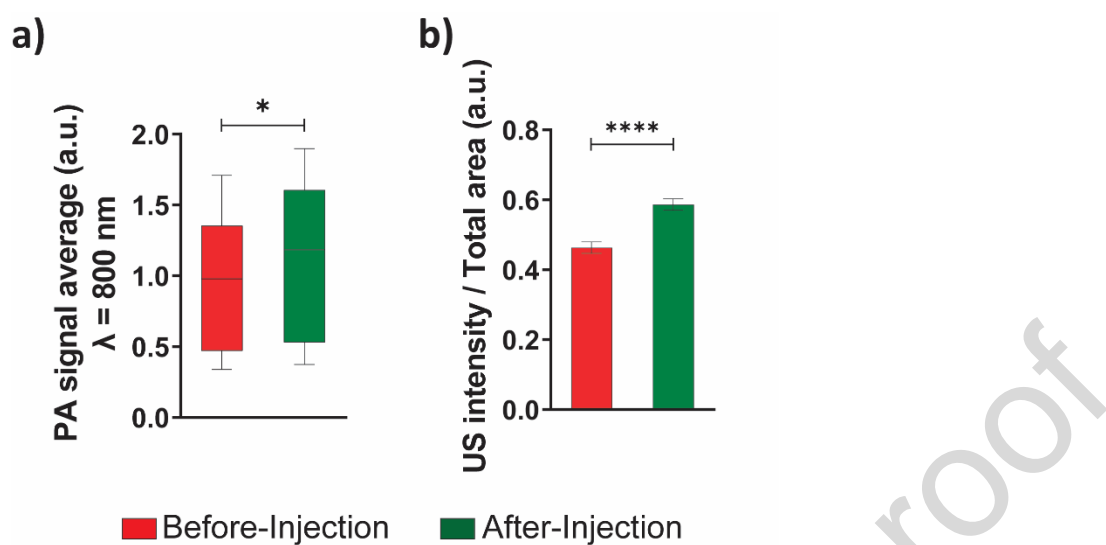 a)
PA signal average (a.u.)
λ = 800 nm
2.0
1.5
1.0
0.5
0.0
*
b)
US intensity / Total area (a.u.)
0.8
0.6
0.4
0.2
0.0
****
Before-Injection
After-Injection
roof